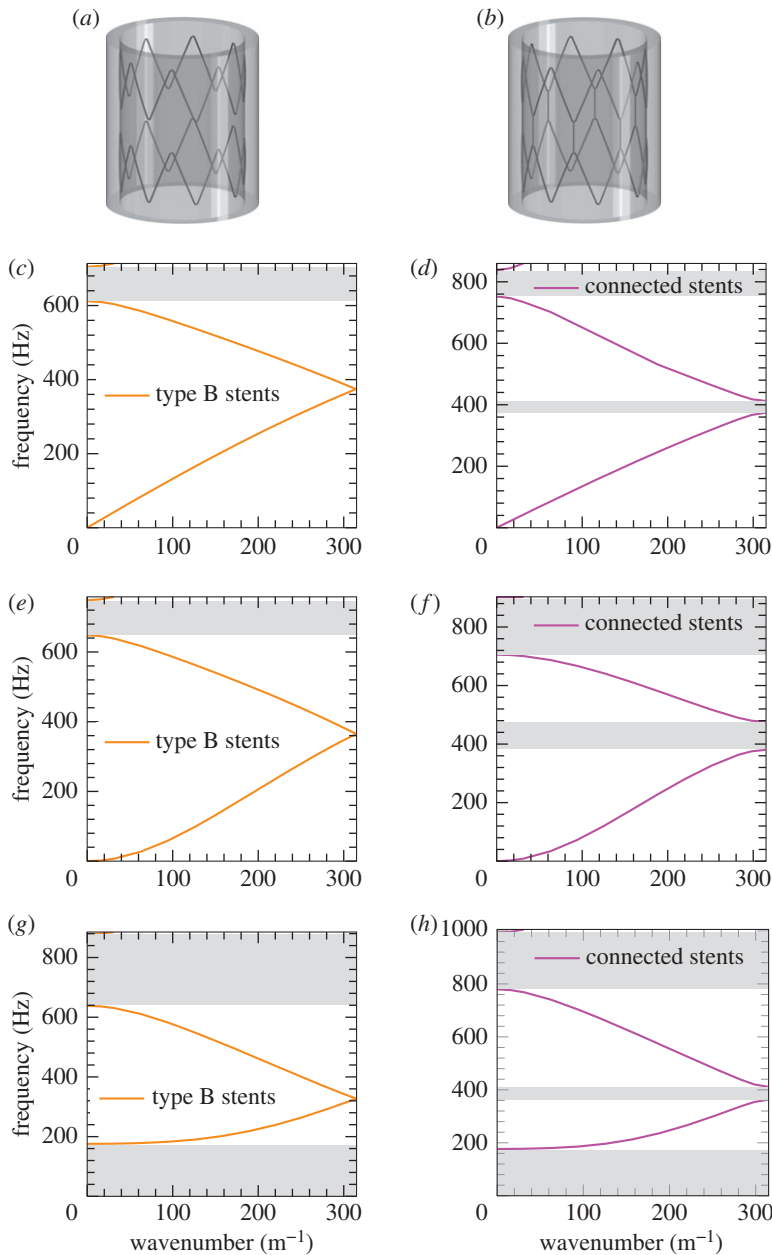 (a)
(b)
(c)
600
400
200
0
100
200
300
frequency (Hz)
type B stents
(d)
800
600
400
200
0
100
200
300
connected stents
(e)
600
400
200
0
100
200
300
frequency (Hz)
type B stents
(f)
800
600
400
200
0
100
200
300
connected stents
(g)
800
600
400
200
0
100
200
300
frequency (Hz)
type B stents
wavenumber (m⁻¹)
(h)
1000
800
600
400
200
0
100
200
300
connected stents
wavenumber (m⁻¹)